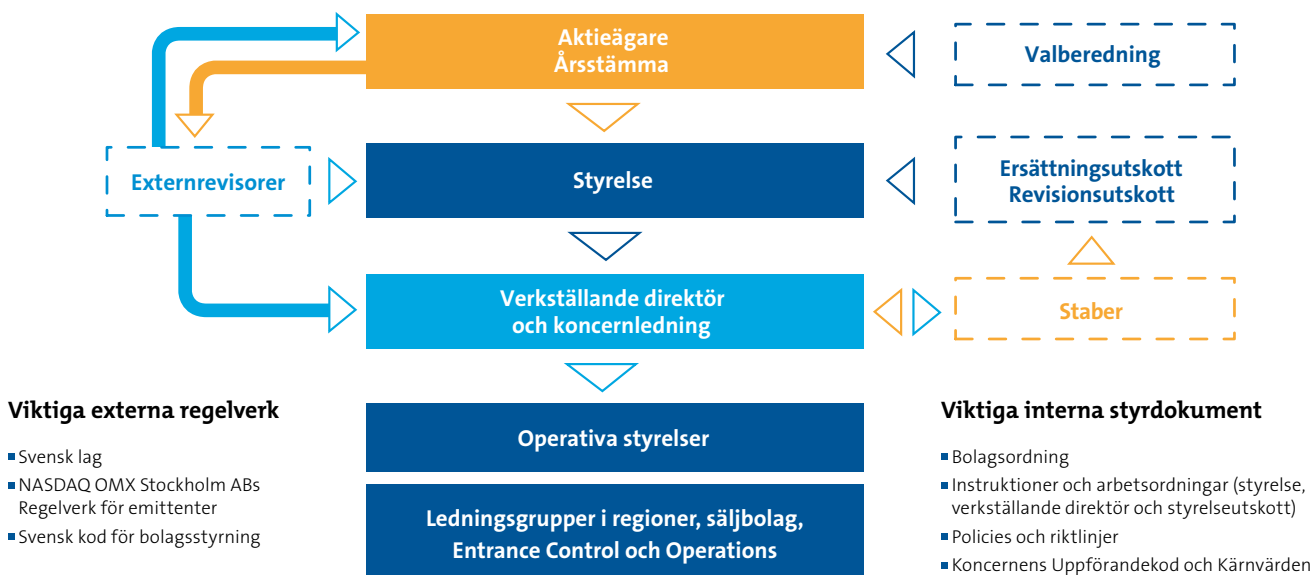 Aktieägare
Årsstämma
Valberedning
Externrevisorer
Styrelse
Ersättningsutskott
Revisionsutskott
Verkställande direktör
och koncernledning
Staber
Viktiga externa regelverk
Svensk lag
NASDAQ OMX Stockholm ABs
Regelverk för emittenter
Svensk kod för bolagsstyrning
Operativa styrelser
Ledningsgrupper i regioner, säljbolag,
Entrance Control och Operations
Viktiga interna styrdokument
Bolagsordning
Instruktioner och arbetsordningar (styrelse,
verkställande direktör och styrelseutskott)
Policies och riktlinjer
Koncernens Uppförandekod och Kärnvärden